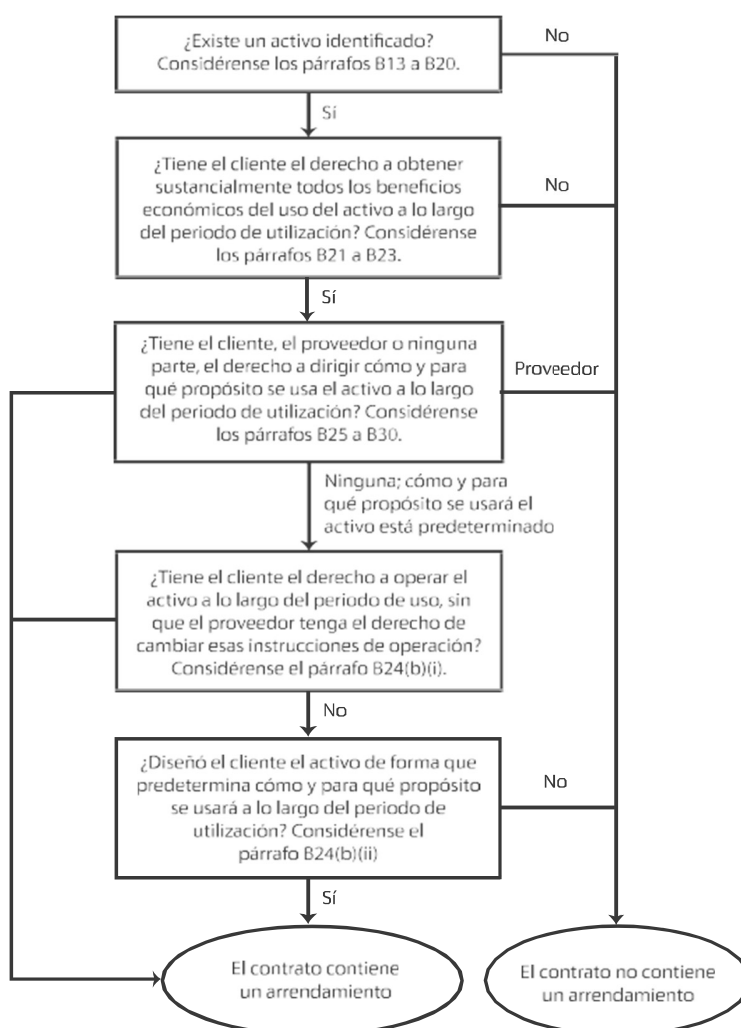 ¿Existe un activo identificado?
Considérense los párrafos B13 a B20.
No
Sí
¿Tiene el cliente el derecho a obtener
sustancialmente todos los beneficios
económicos del uso del activo a lo largo
del periodo de utilización? Considérense
los párrafos B21 a B23.
No
Sí
¿Tiene el cliente, el proveedor o ninguna
parte, el derecho a dirigir cómo y para
qué propósito se usa el activo a lo largo
del periodo de utilización? Considérense
los párrafos B25 a B30.
Proveedor
Ninguna; cómo y para
qué propósito se usará el
activo está predeterminado
¿Tiene el cliente el derecho a operar el
activo a lo largo del periodo de uso, sin
que el proveedor tenga el derecho de
cambiar esas instrucciones de operación?
Considérense el párrafo B24(b)(i).
No
¿Diseñó el cliente el activo de forma que
predetermina cómo y para qué propósito
se usará a lo largo del periodo de
utilización? Considérense el
párrafo B24(b)(ii)
No
Sí
El contrato contiene
un arrendamiento
El contrato no contiene
un arrendamiento